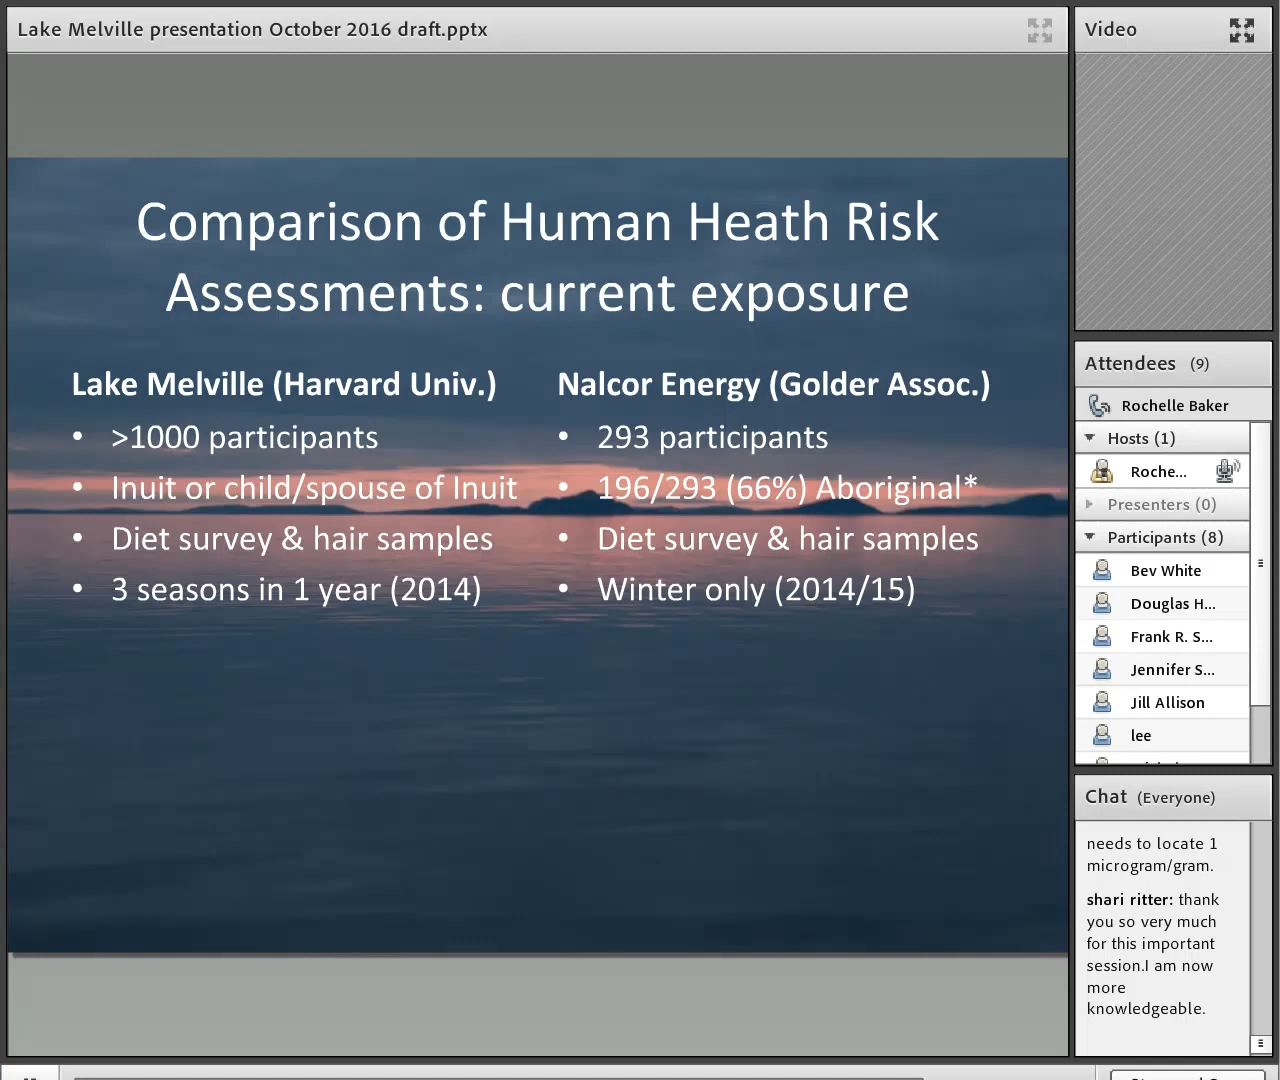 Lake Melville presentation October 2016 draft.pptx
Comparison of Human Heath Risk
Assessments: current exposure
Lake Melville (Harvard Univ.)
• >1000 participants
• Inuit or child/spouse of Inuit
• Diet survey & hair samples
• 3 seasons in 1 year (2014)
Nalcor Energy (Golder Assoc.)
• 293 participants
• 196/293 (66%) Aboriginal*
• Diet survey & hair samples
• Winter only (2014/15)
Video
Attendees (9)
Rochelle Baker
Hosts (1)
Roche...
Presenters (0)
Participants (8)
Bev White
Douglas H...
Frank R. S...
Jennifer S...
Jill Allison
lee
Chat (Everyone)
needs to locate 1
microgram/gram.
shari ritter: thank
you so very much
for this important
session.I am now
more
knowledgeable.